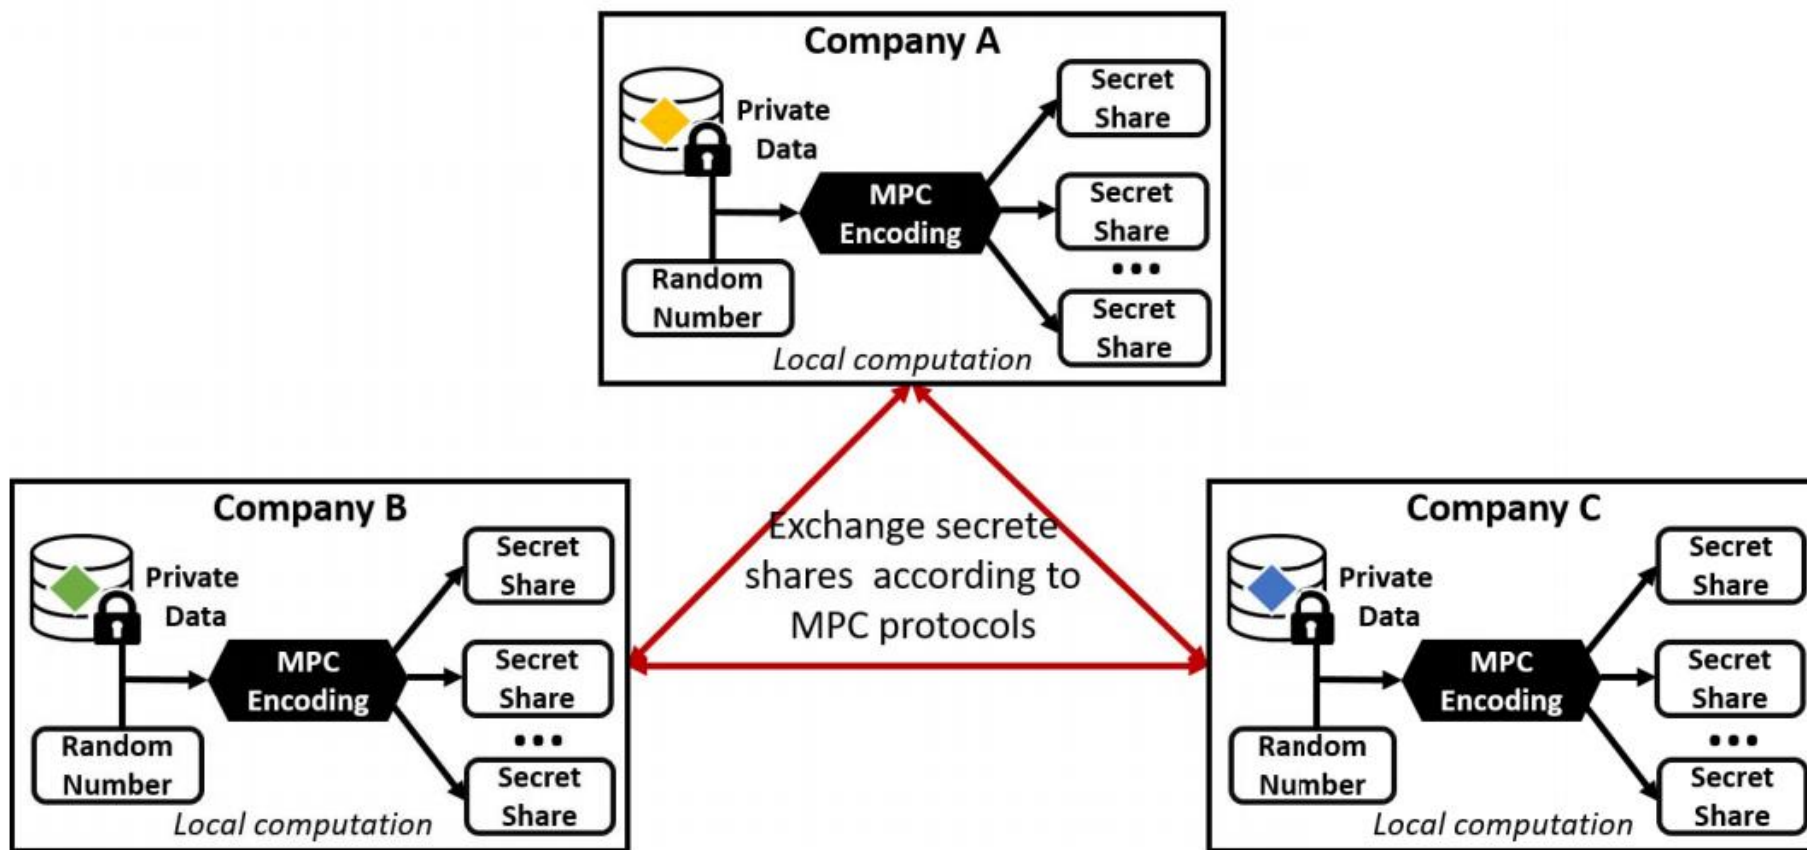 Company A
Private
Data
MPC
Encoding
Random
Number
Secret
Share
Secret
Share
...
Secret
Share
Local computation
Exchange secrete
shares according to
MPC protocols
Company B
Private
Data
MPC
Encoding
Random
Number
Secret
Share
Secret
Share
...
Secret
Share
Local computation
Company C
Private
Data
MPC
Encoding
Random
Number
Secret
Share
Secret
Share
...
Secret
Share
Local computation